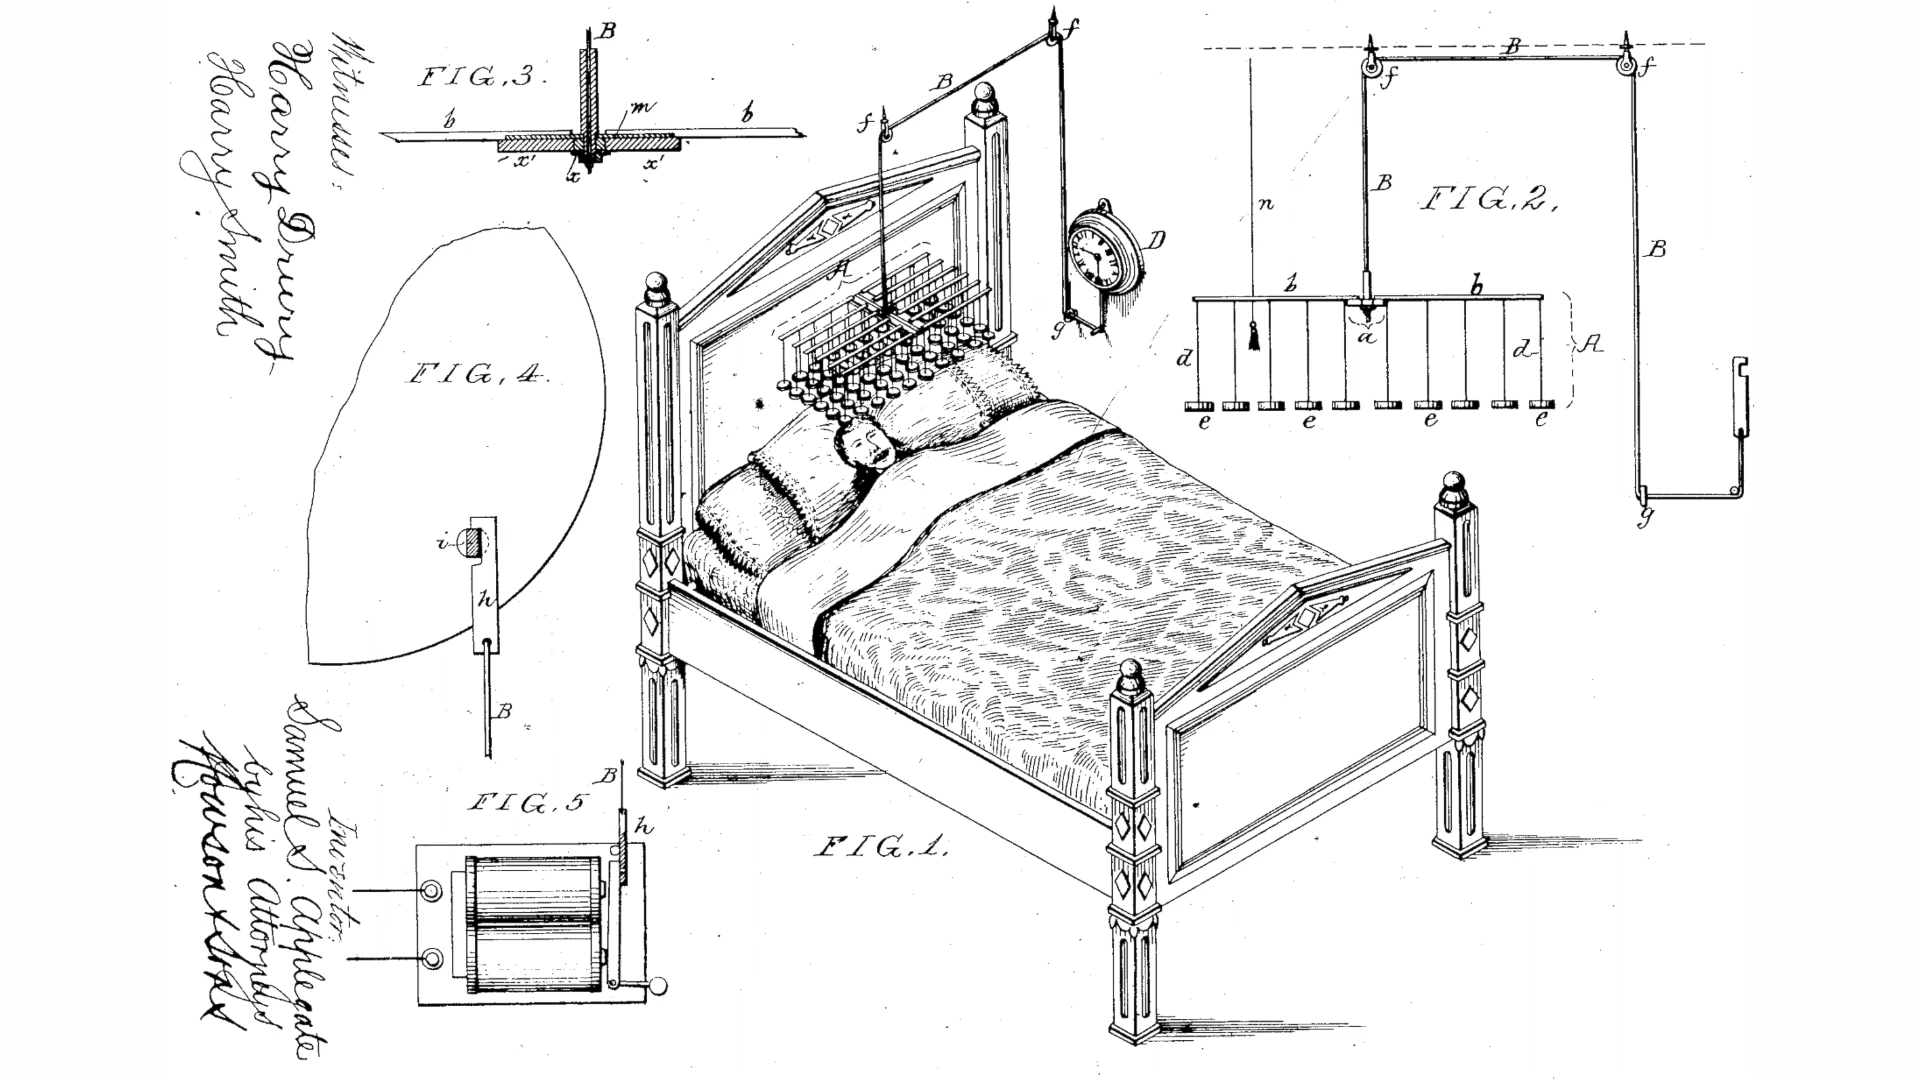 Witnesses:
Harry Drury
Harry Smith
FIG. 3.
B
b
m
b
x'
x
x'
FIG. 4.
i
h
B
FIG. 5
B
h
Inventor.
Samuel S. Applegate
by his Attorneys
Howson & Sons
f
B
f
A
D
g
FIG. 1.
B
f
f
n
B
FIG. 2.
B
b
b
a
d
d
A
e
e
e
e
g